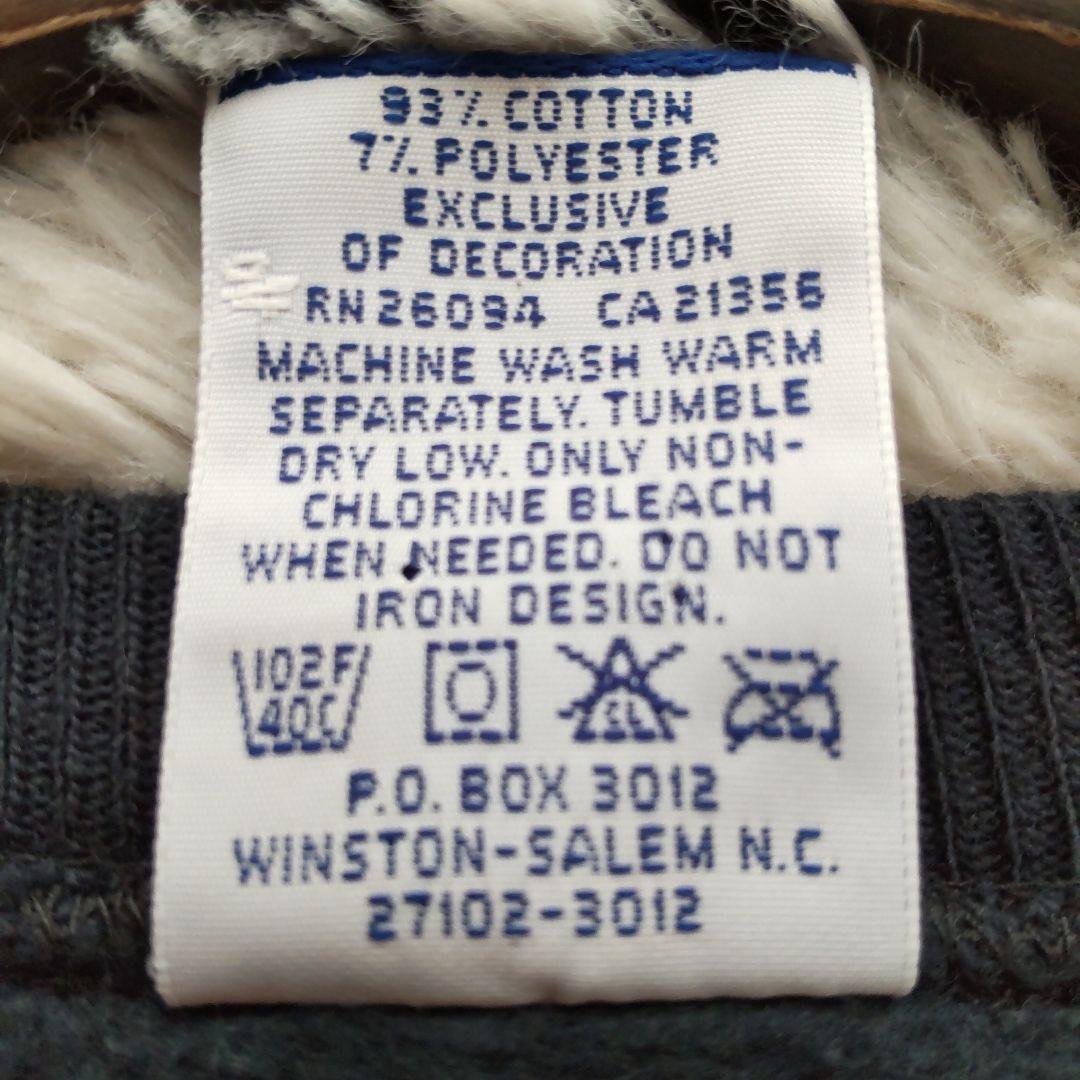 93% COTTON
7% POLYESTER
EXCLUSIVE
OF DECORATION
RN26094 CA21356
MACHINE WASH WARM
SEPARATELY. TUMBLE
DRY LOW. ONLY NON-
CHLORINE BLEACH
WHEN NEEDED. DO NOT
IRON DESIGN.
102F
40C
CL
P.O. BOX 3012
WINSTON-SALEM N.C.
27102-3012